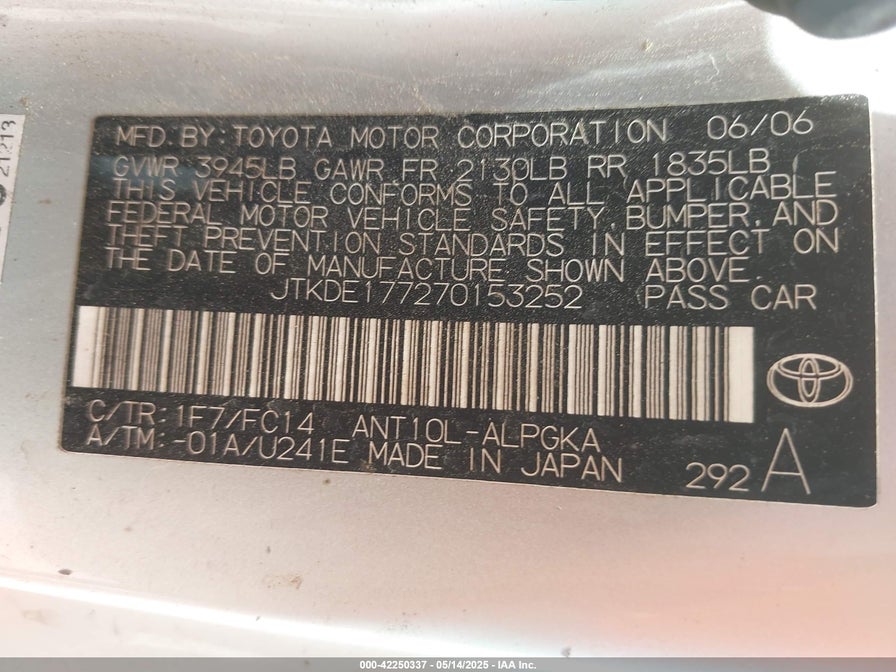 21213
MFD.BY:TOYOTA MOTOR CORPORATION 06/06
GVWR 3945LB GAWR FR 2130LB RR 1835LB
THIS VEHICLE CONFORMS TO ALL APPLICABLE
FEDERAL MOTOR VEHICLE SAFETY,BUMPER,AND
THEFT PREVENTION STANDARDS IN EFFECT ON
THE DATE OF MANUFACTURE SHOWN ABOVE.
JTKDE177270153252 PASS CAR
C/TR:1F7/FC14 ANT10L-ALPGKA
A/TM:-01A/U241E MADE IN JAPAN
292 A
000-42250337 - 05/14/2025 - IAA Inc.